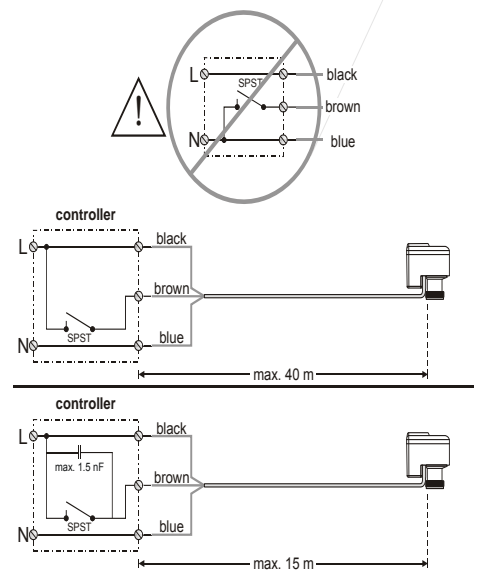 L
SPST
black
brown
N
blue
!
controller
L
black
brown
SPST
blue
N
max. 40 m
controller
L
black
max. 1.5 nF
brown
SPST
blue
N
max. 15 m